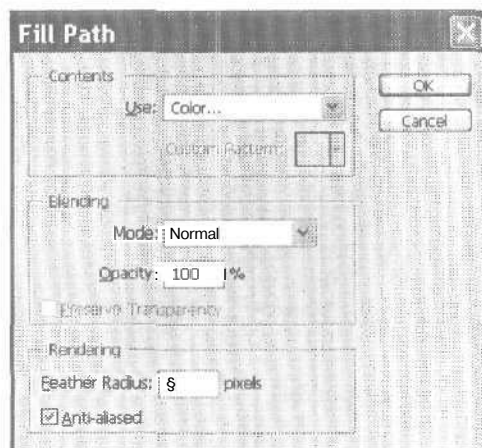 Fill Path
Contents
Use: Color...
Custom Pattern:
OK
Cancel
Blending
Mode: Normal
Opacity: 100 %
Preserve Transparency
Rendering
Feather Radius: § pixels
Anti-aliased